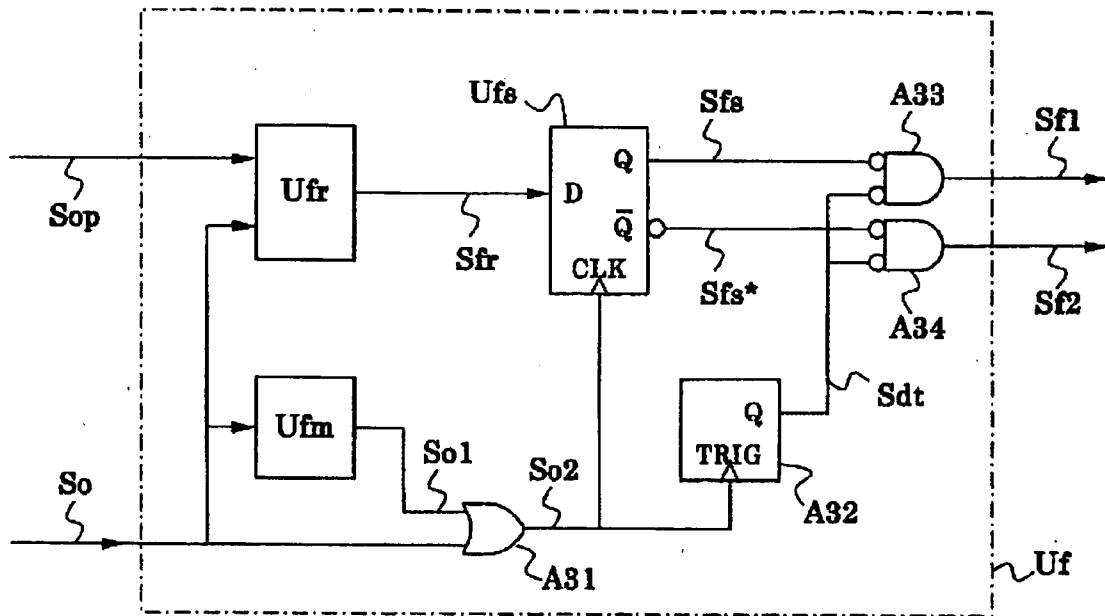 Ufs
Sfs
A33
Sf1
Sop
Ufr
Sfr
D
Q
Q̅
CLK
Sfs*
A34
Sf2
Sdt
Ufm
So1
So2
Q
TRIG
A32
So
A31
Uf